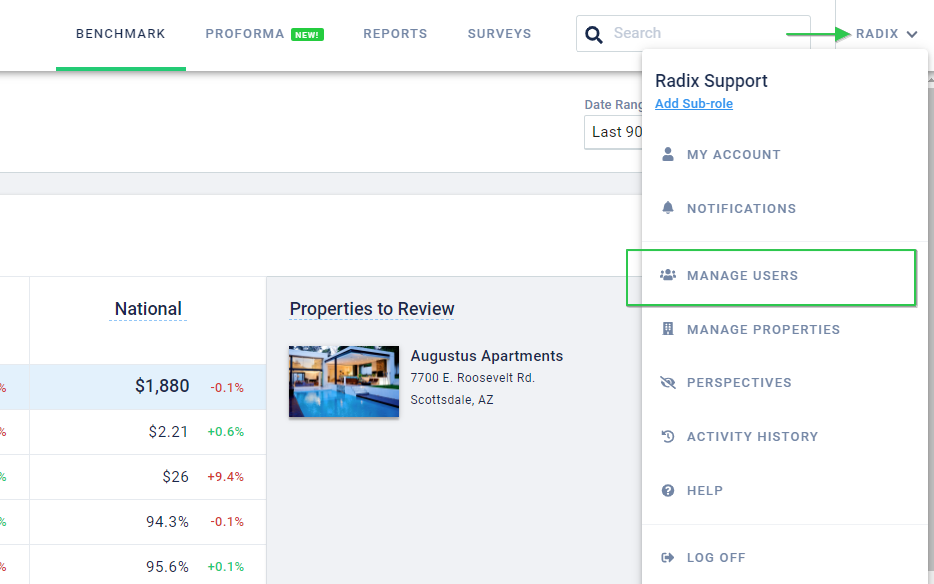 BENCHMARK
PROFORMA NEW!
REPORTS
SURVEYS
Search
RADIX
Radix Support
Add Sub-role
MY ACCOUNT
NOTIFICATIONS
MANAGE USERS
MANAGE PROPERTIES
PERSPECTIVES
ACTIVITY HISTORY
HELP
LOG OFF
Date Rang
Last 90
National
% $1,880 -0.1%
% $2.21 +0.6%
% $26 +9.4%
% 94.3% -0.1%
% 95.6% +0.1%
Properties to Review
Augustus Apartments
7700 E. Roosevelt Rd.
Scottsdale, AZ